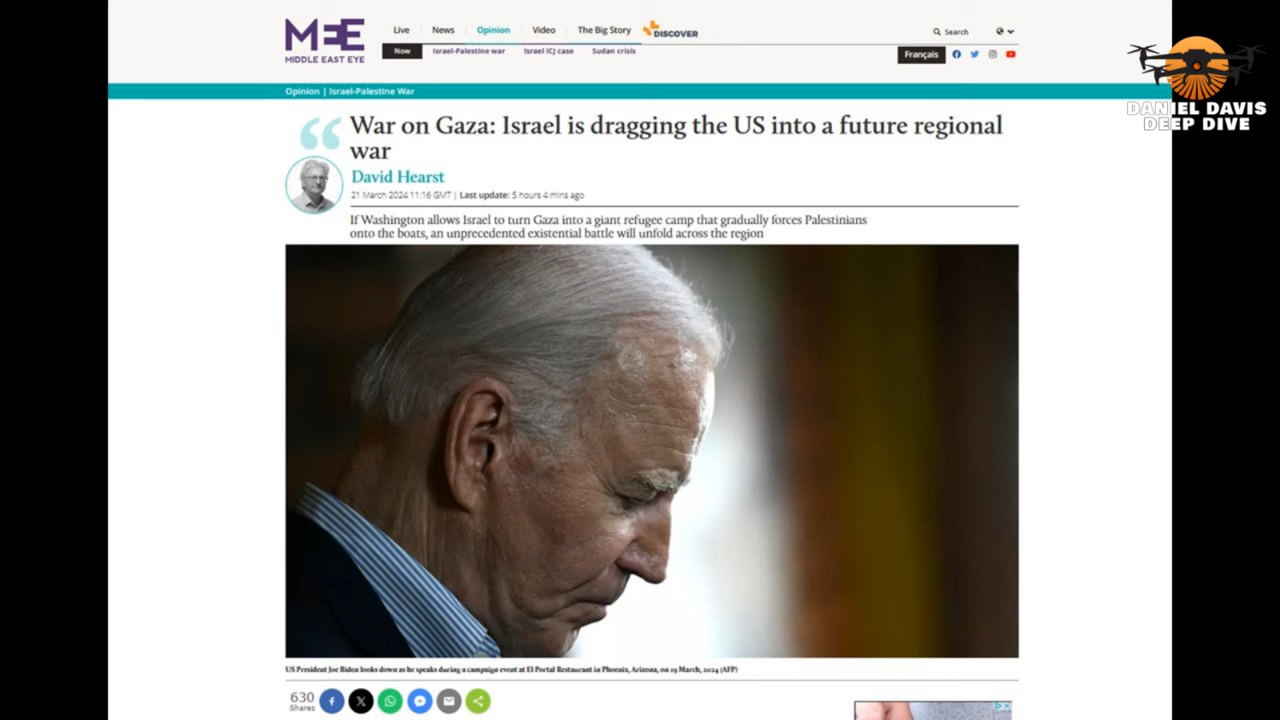 MEE
MIDDLE EAST EYE
Live News Opinion Video The Big Story DISCOVER
Search
Now Israel-Palestine war Israel ICJ case Sudan crisis
Français
DANIEL DAVIS
DEEP DIVE
Opinion | Israel-Palestine War
War on Gaza: Israel is dragging the US into a future regional
war
David Hearst
21 March 2024 11:16 GMT | Last update: 5 hours 4 mins ago
If Washington allows Israel to turn Gaza into a giant refugee camp that gradually forces Palestinians
onto the boats, an unprecedented existential battle will unfold across the region
US President Joe Biden looks down as he speaks during a campaign event at El Portal Restaurant in Phoenix, Arizona, on 19 March, 2024 (AFP)
630
Shares